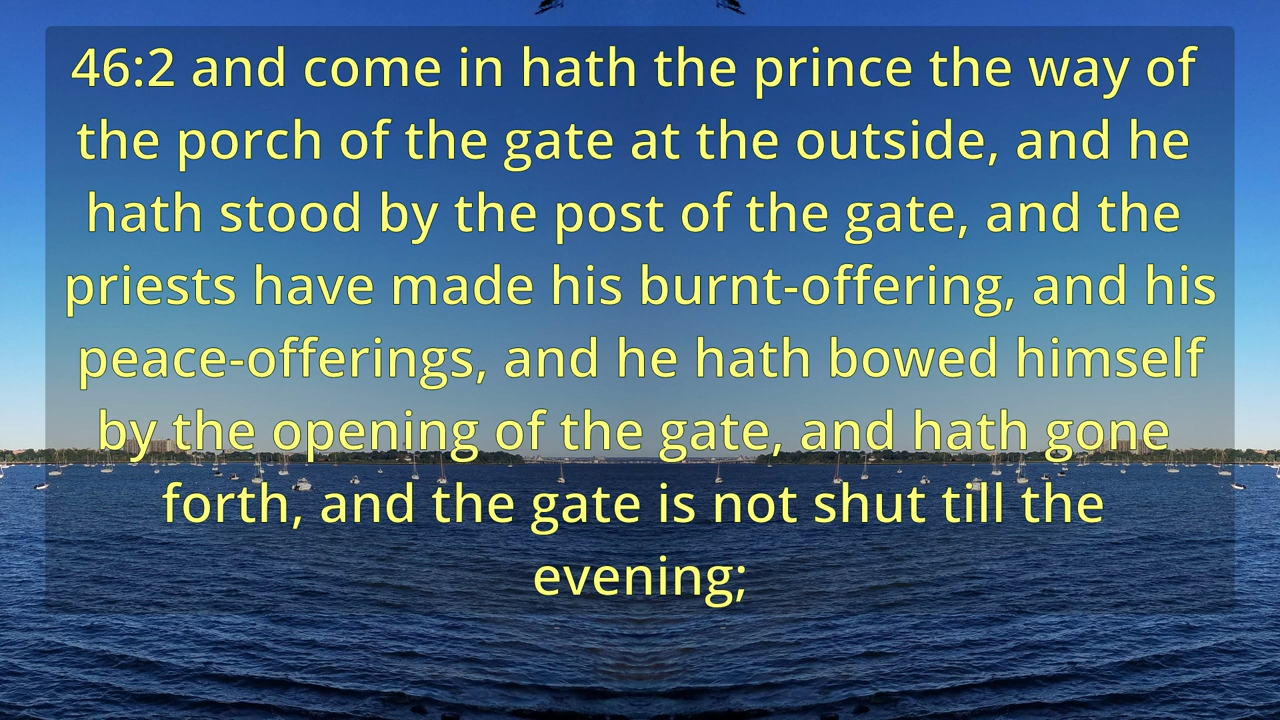 46:2 and come in hath the prince the way of
the porch of the gate at the outside, and he
hath stood by the post of the gate, and the
priests have made his burnt-offering, and his
peace-offerings, and he hath bowed himself
by the opening of the gate, and hath gone
forth, and the gate is not shut till the
evening;